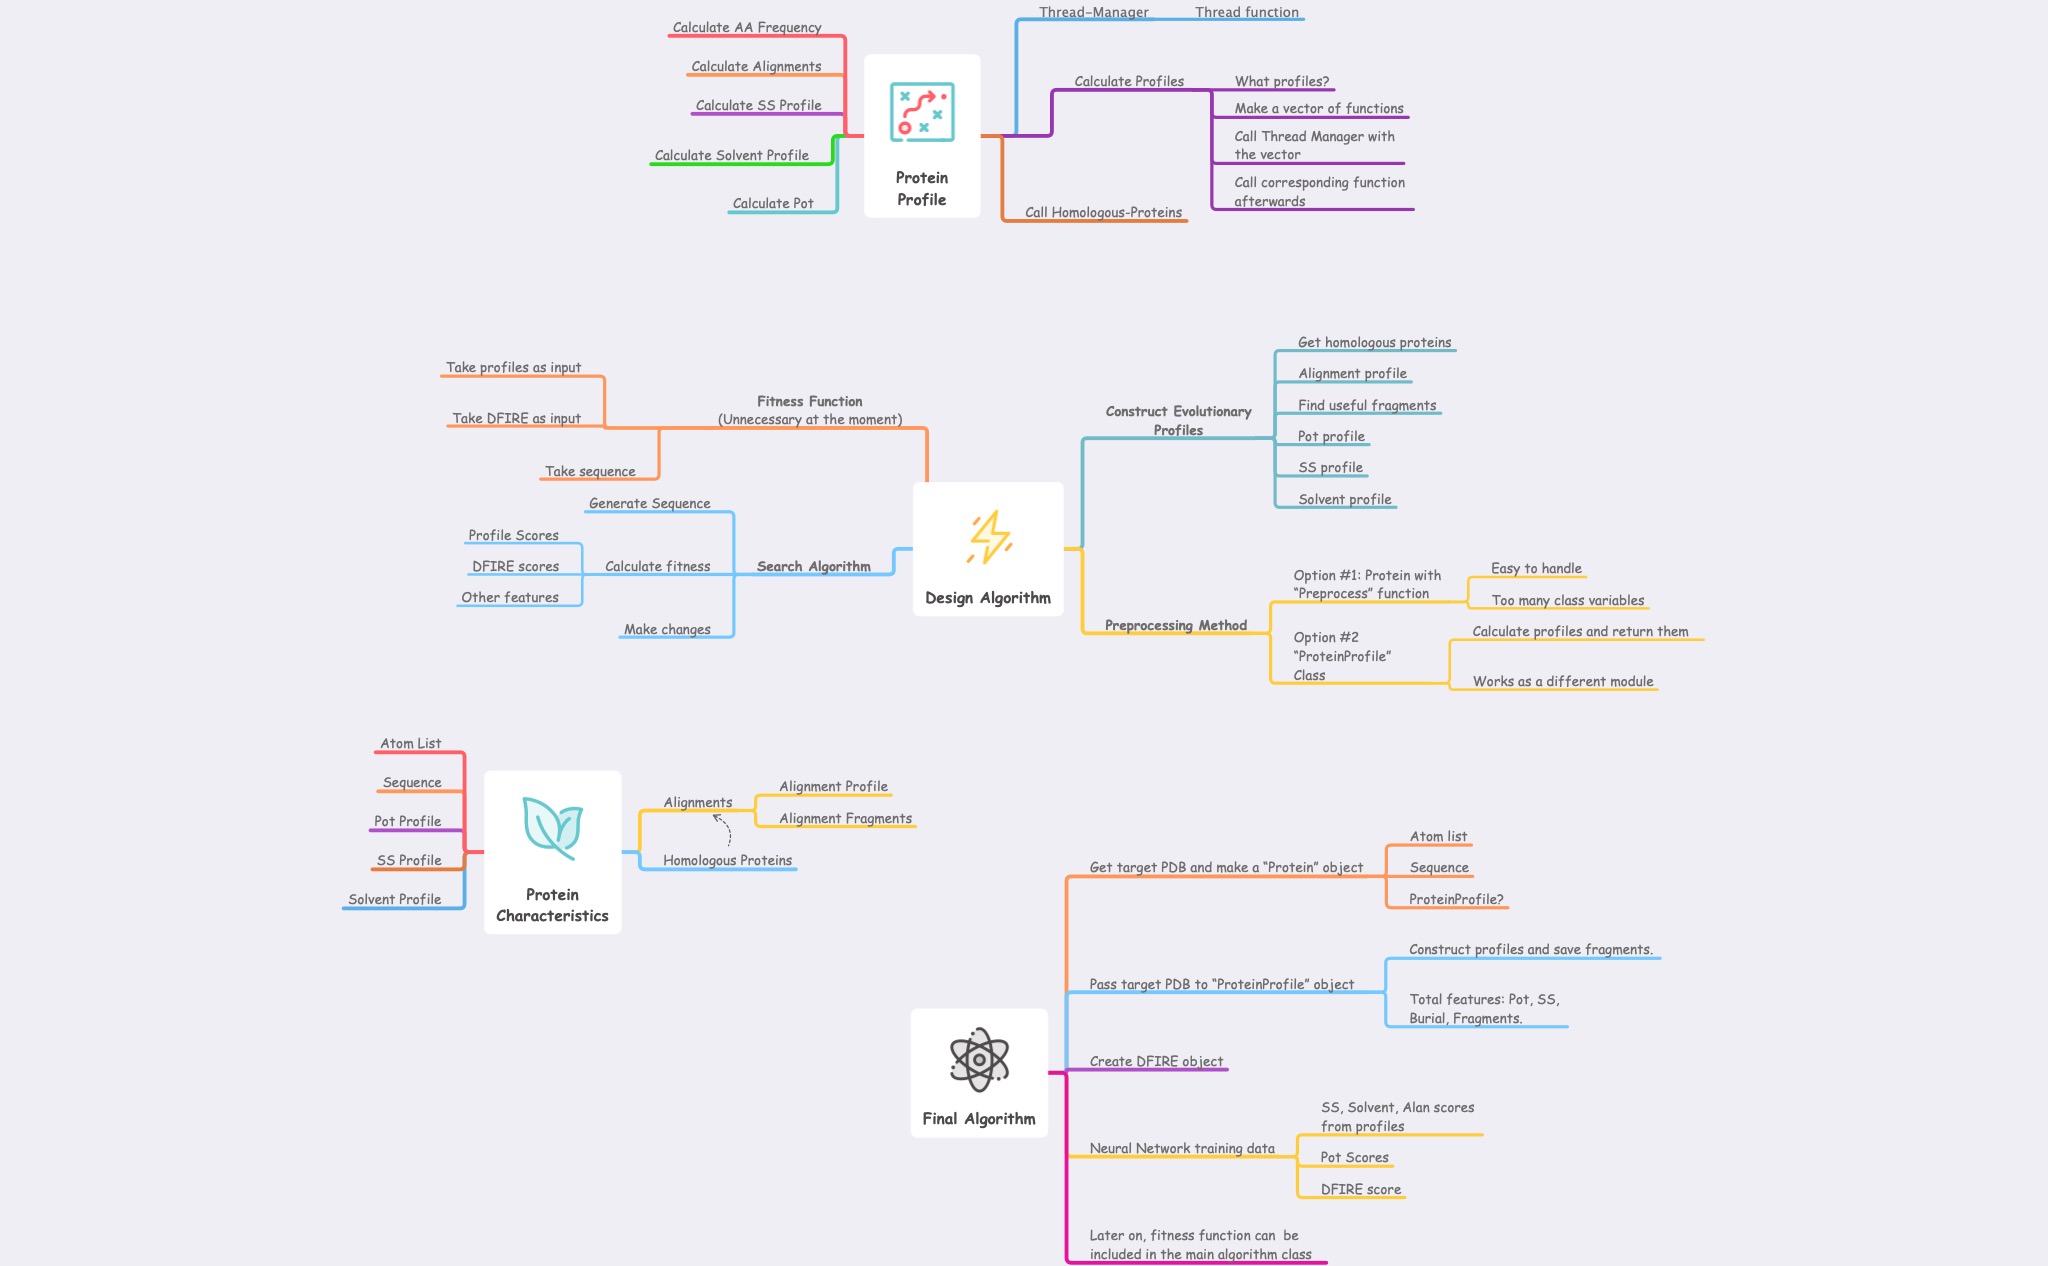 Calculate AA Frequency
Calculate Alignments
Calculate SS Profile
Calculate Solvent Profile
Calculate Pot
Protein
Profile
Thread-Manager
Thread function
Calculate Profiles
What profiles?
Make a vector of functions
Call Thread Manager with
the vector
Call corresponding function
afterwards
Call Homologous-Proteins
Take profiles as input
Take DFIRE as input
Take sequence
Fitness Function
(Unnecessary at the moment)
Generate Sequence
Profile Scores
DFIRE scores
Other features
Calculate fitness
Make changes
Search Algorithm
Design Algorithm
Construct Evolutionary
Profiles
Get homologous proteins
Alignment profile
Find useful fragments
Pot profile
SS profile
Solvent profile
Preprocessing Method
Option #1: Protein with
“Preprocess” function
Easy to handle
Too many class variables
Option #2
“ProteinProfile”
Class
Calculate profiles and return them
Works as a different module
Atom List
Sequence
Pot Profile
SS Profile
Solvent Profile
Protein
Characteristics
Alignments
Alignment Profile
Alignment Fragments
Homologous Proteins
Final Algorithm
Get target PDB and make a “Protein” object
Atom list
Sequence
ProteinProfile?
Pass target PDB to “ProteinProfile” object
Construct profiles and save fragments.
Total features: Pot, SS,
Burial, Fragments.
Create DFIRE object
Neural Network training data
SS, Solvent, Alan scores
from profiles
Pot Scores
DFIRE score
Later on, fitness function can  be
included in the main algorithm class